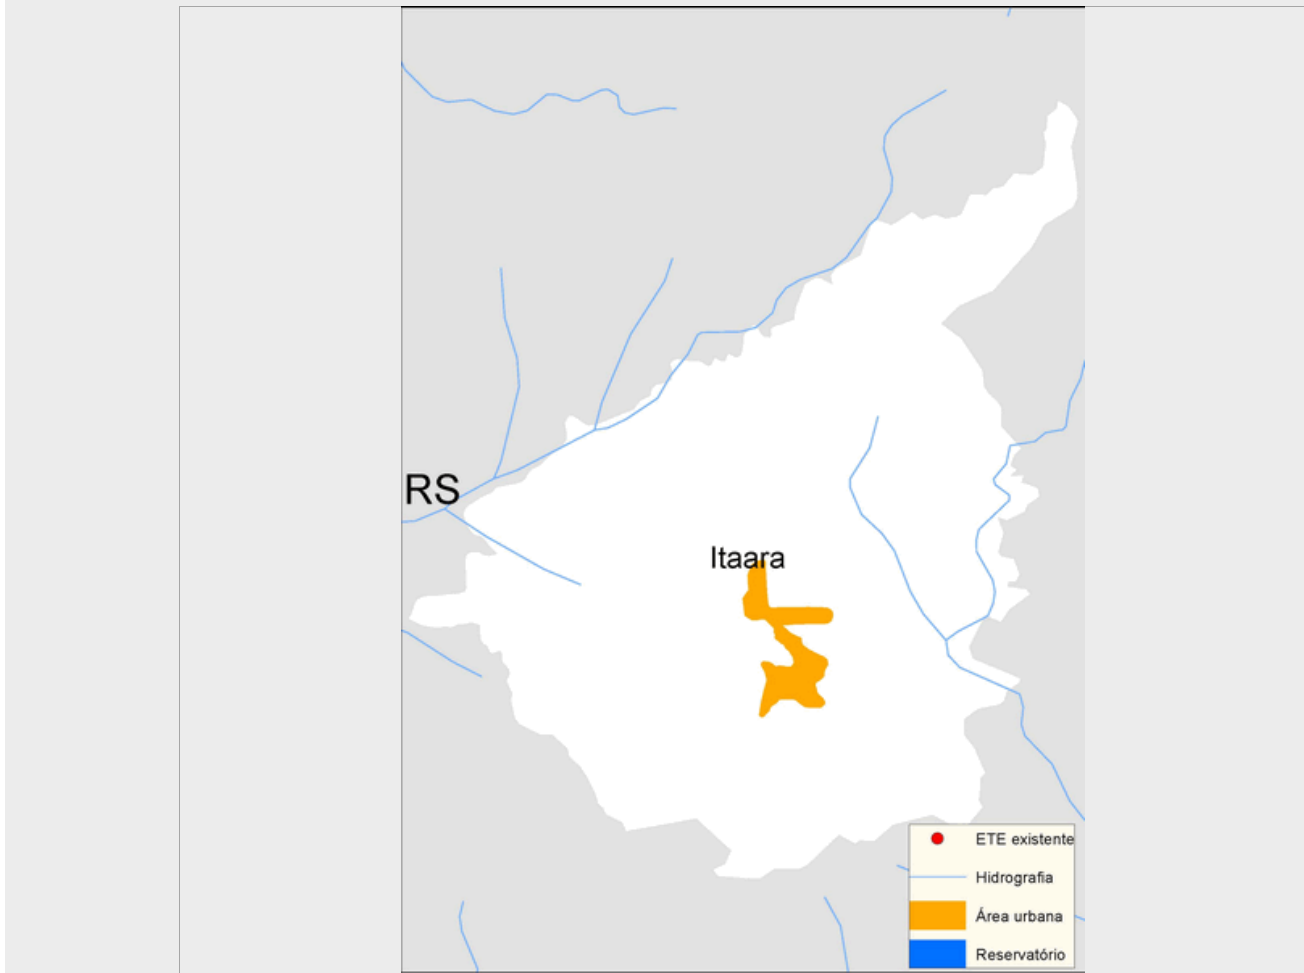 RS
Itaara
ETE existente
Hidrografia
Área urbana
Reservatório